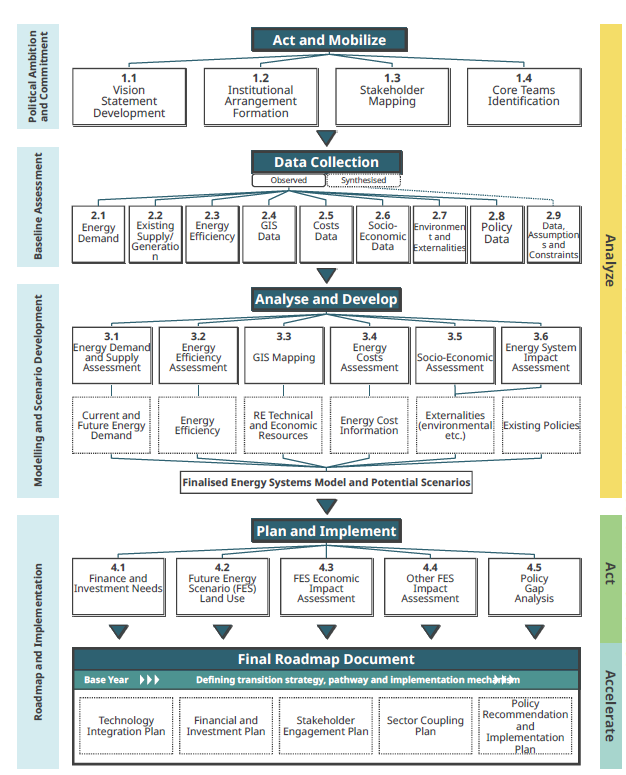 Political Ambition
and Commitment
Act and Mobilize
1.1
Vision
Statement
Development
1.2
Institutional
Arrangement
Formation
1.3
Stakeholder
Mapping
1.4
Core Teams
Identification
Baseline Assessment
Data Collection
Observed
Synthesised
2.1
Energy
Demand
2.2
Existing
Supply/
Generatio
n
2.3
Energy
Efficiency
2.4
GIS
Data
2.5
Costs
Data
2.6
Socio-
Economic
Data
2.7
Environmen
t and
Externalities
2.8
Policy
Data
2.9
Data,
Assumption
s and
Constraints
Analyze
Modelling and Scenario Development
Analyse and Develop
3.1
Energy Demand
and Supply
Assessment
3.2
Energy
Efficiency
Assessment
3.3
GIS Mapping
3.4
Energy
Costs
Assessment
3.5
Socio-Economic
Assessment
3.6
Energy System
Impact
Assessment
Current and
Future Energy
Demand
Energy
Efficiency
RE Technical
and Economic
Resources
Energy Cost
Information
Externalities
(environmental
etc.)
Existing Policies
Finalised Energy Systems Model and Potential Scenarios
Roadmap and Implementation
Plan and Implement
4.1
Finance and
Investment Needs
4.2
Future Energy
Scenario (FES)
Land Use
4.3
FES Economic
Impact
Assessment
4.4
Other FES
Impact
Assessment
4.5
Policy
Gap
Analysis
Act
Final Roadmap Document
Base Year
Defining transition strategy, pathway and implementation mechanism
Technology
Integration Plan
Financial and
Investment Plan
Stakeholder
Engagement Plan
Sector Coupling
Plan
Policy
Recommendation
and
Implementation
Plan
Accelerate